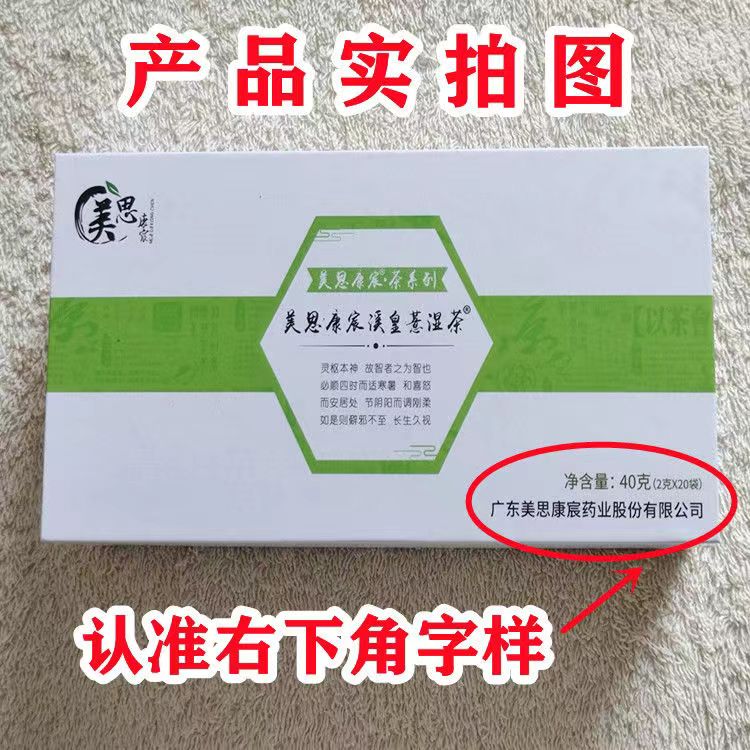 产品实拍图
美思康宸
美思康宸®茶系列
美思康宸溪皇薏湿茶®
灵枢本神 故智者之为智也
必顺四时而适寒暑 和喜怒
而安居处 节阴阳而调刚柔
如是则僻邪不至 长生久视
净含量：40克(2克X20袋)
广东美思康宸药业股份有限公司
认准右下角字样